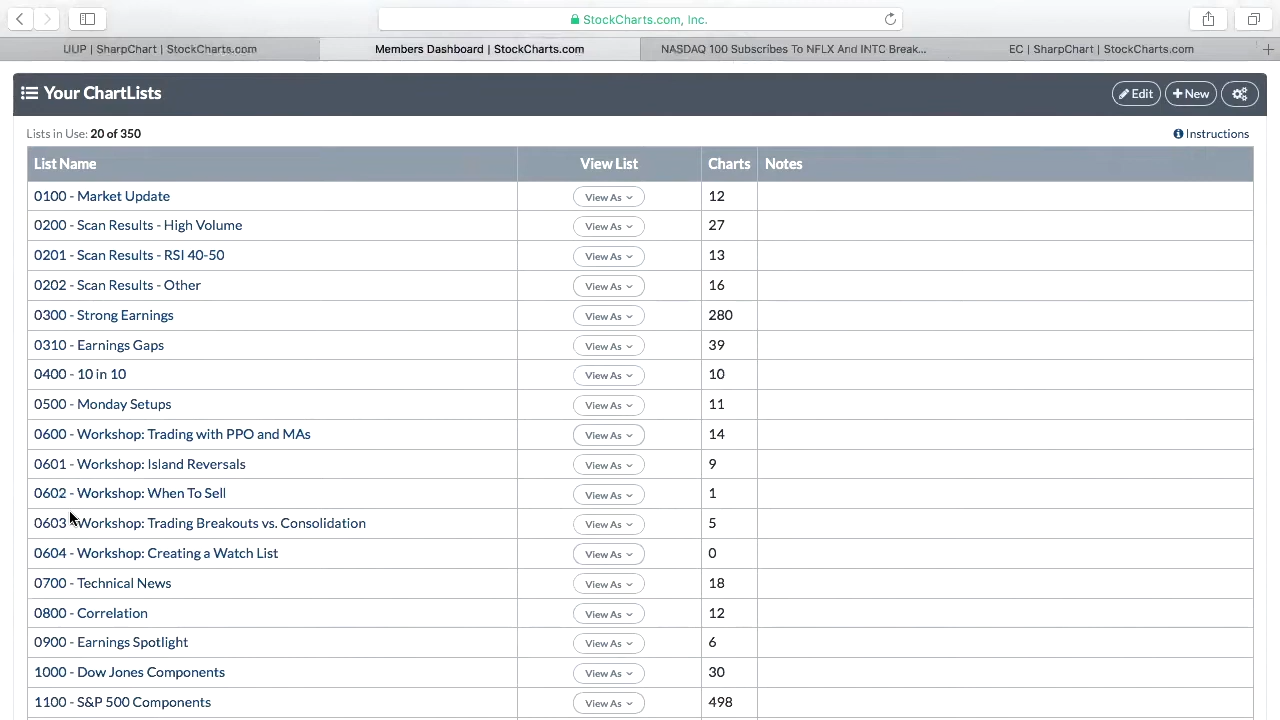 StockCharts.com, Inc.
UUP | SharpChart | StockCharts.com
Members Dashboard | StockCharts.com
NASDAQ 100 Subscribes To NFLX And INTC Break...
EC | SharpChart | StockCharts.com
Your ChartLists
Edit
New
Lists in Use: 20 of 350
Instructions
List Name View List Charts Notes
0100 - Market Update View As 12
0200 - Scan Results - High Volume View As 27
0201 - Scan Results - RSI 40-50 View As 13
0202 - Scan Results - Other View As 16
0300 - Strong Earnings View As 280
0310 - Earnings Gaps View As 39
0400 - 10 in 10 View As 10
0500 - Monday Setups View As 11
0600 - Workshop: Trading with PPO and MAs View As 14
0601 - Workshop: Island Reversals View As 9
0602 - Workshop: When To Sell View As 1
0603 - Workshop: Trading Breakouts vs. Consolidation View As 5
0604 - Workshop: Creating a Watch List View As 0
0700 - Technical News View As 18
0800 - Correlation View As 12
0900 - Earnings Spotlight View As 6
1000 - Dow Jones Components View As 30
1100 - S&P 500 Components View As 498